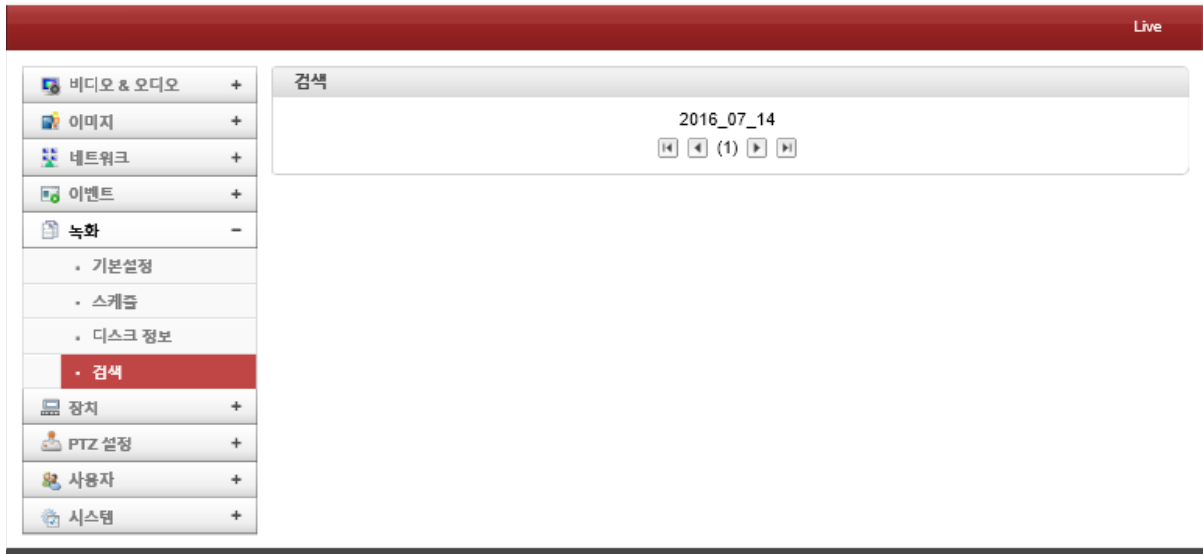 Live
비디오 & 오디오 +
이미지 +
네트워크 +
이벤트 +
녹화 -
기본설정
스케쥴
디스크 정보
검색
장치 +
PTZ 설정 +
사용자 +
시스템 +
검색
2016_07_14
(1)